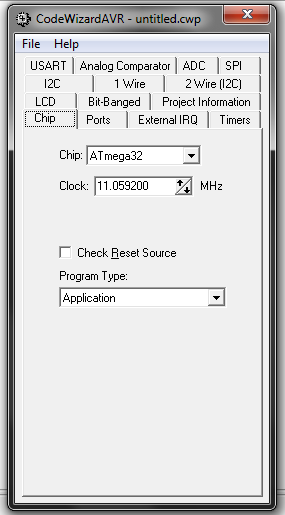 CodeWizardAVR - untitled.cwp
File Help
USART Analog Comparator ADC SPI
I2C 1 Wire 2 Wire (I2C)
LCD Bit-Banged Project Information
Chip Ports External IRQ Timers
Chip: ATmega32
Clock: 11.059200 MHz
Check Reset Source
Program Type:
Application